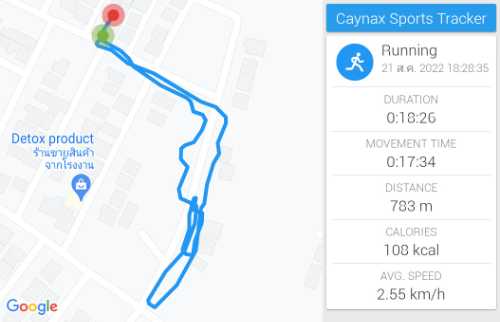 Detox product
ร้านขายสินค้า
จากโรงงาน
Google
Caynax Sports Tracker
Running
21 ส.ค. 2022 18:28:35
DURATION
0:18:26
MOVEMENT TIME
0:17:34
DISTANCE
783 m
CALORIES
108 kcal
AVG. SPEED
2.55 km/h